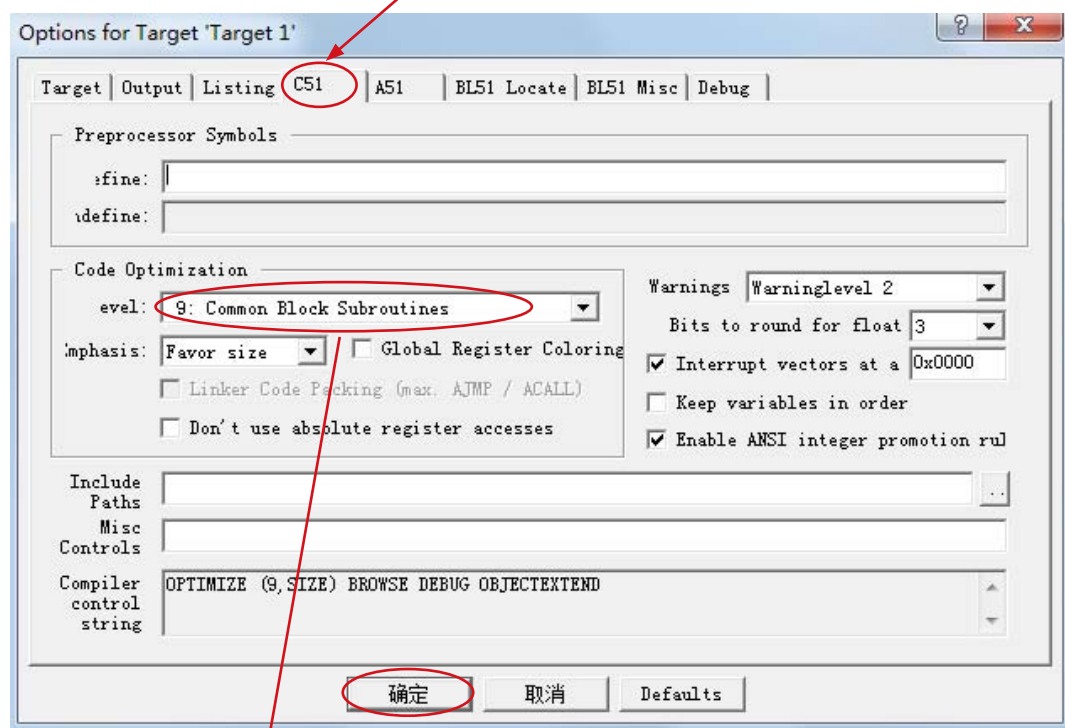 Options for Target 'Target 1'
Target Output Listing C51 A51 BL51 Locate BL51 Misc Debug
Preprocessor Symbols
efine:
ndefine:
Code Optimization
evel: 9: Common Block Subroutines
Warnings Warninglevel 2
Bits to round for float 3
Emphasis: Favor size Global Register Coloring
Interrupt vectors at a 0x0000
Linker Code Packing (max. AJMP / ACALL)
Keep variables in order
Don't use absolute register accesses
Enable ANSI integer promotion rul
Include
Paths
..
Misc
Controls
Compiler
control
string
OPTIMIZE (9,SIZE) BROWSE DEBUG OBJECTEXTEND
确定 取消 Defaults